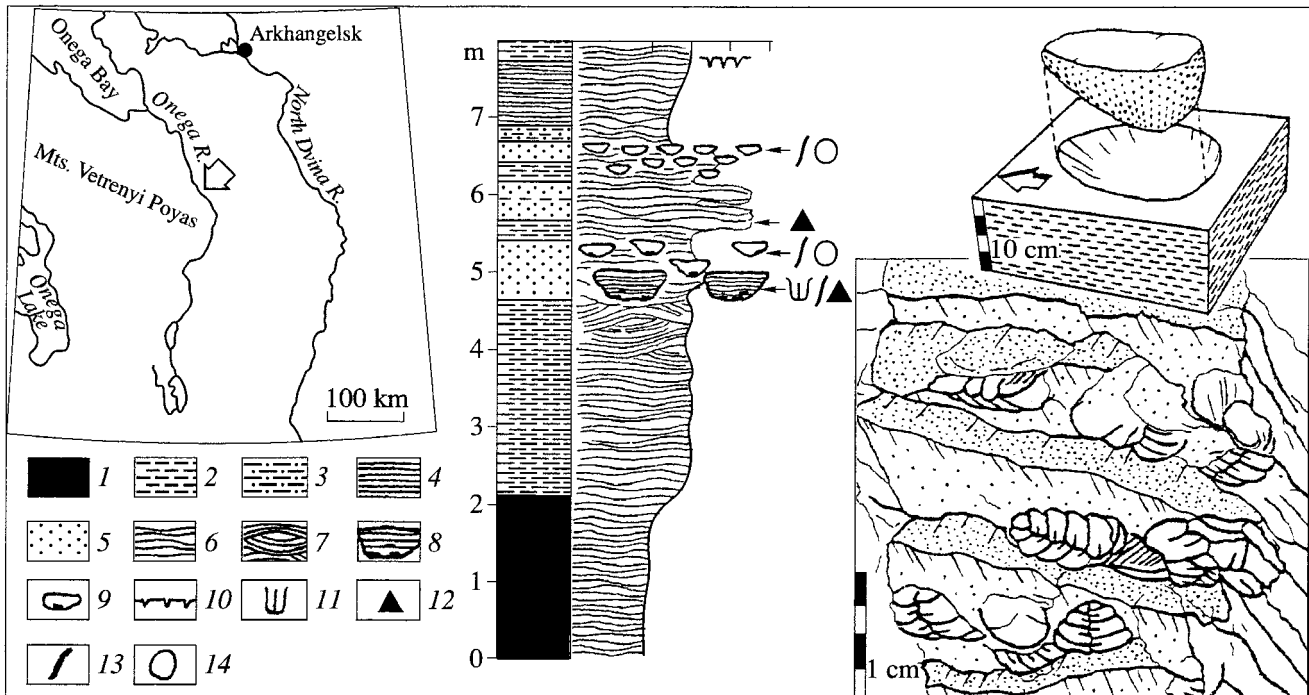 Arkhangelsk
Onega Bay
Onega R.
North Dvina R.
Mts. Vetrenyi Poyas
Onega
Lake
100 km
1
2
3
4
5
6
7
8
9
10
11
12
13
14
m
7
6
5
4
3
2
1
0
10 cm
1 cm